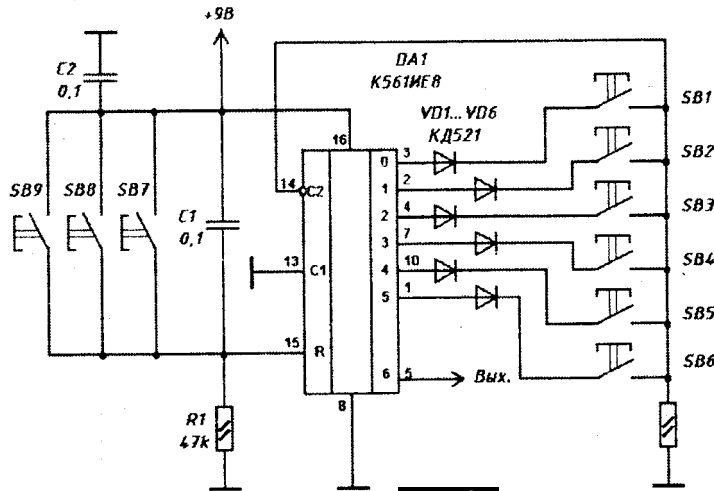 +9В
C2
0,1
DA1
К561ИЕ8
VD1...VD6
КД521
SB1
SB2
SB3
SB4
SB5
SB6
SB9
SB8
SB7
C1
0,1
16
14
C2
13
C1
15
R
8
0
3
1
2
2
4
3
7
4
10
5
1
6
5
Вых.
R1
47k